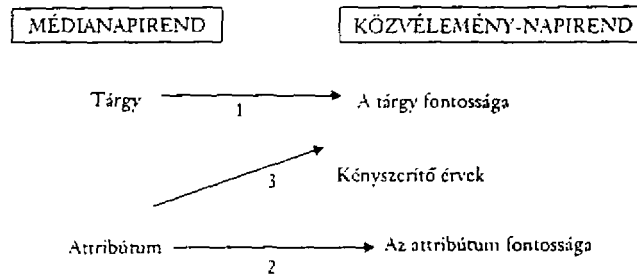 MÉDIANAPIREND KÖZVÉLEMÉNY-NAPIREND
Tárgy 1 A tárgy fontossága
3 Kényszerítő érvek
Attribútum 2 Az attribútum fontossága